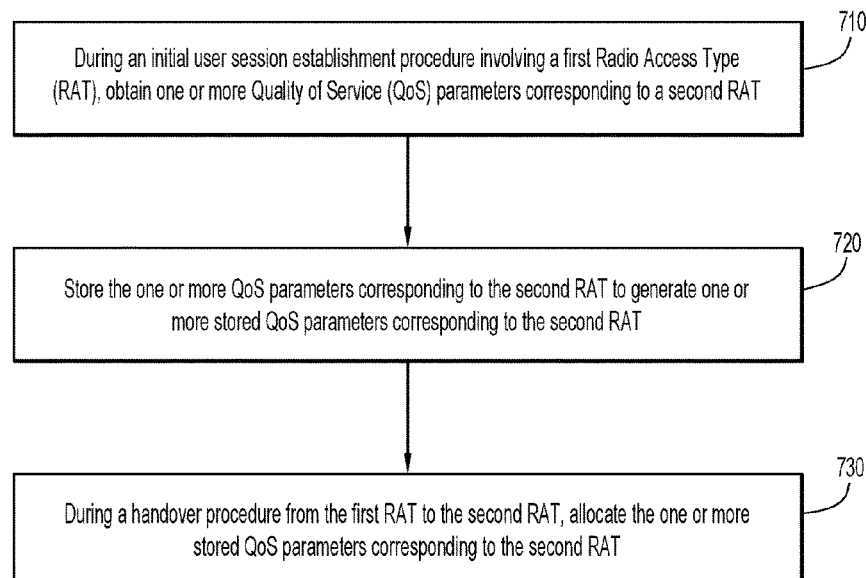 710
During an initial user session establishment procedure involving a first Radio Access Type
(RAT), obtain one or more Quality of Service (QoS) parameters corresponding to a second RAT
720
Store the one or more QoS parameters corresponding to the second RAT to generate one or
more stored QoS parameters corresponding to the second RAT
730
During a handover procedure from the first RAT to the second RAT, allocate the one or more
stored QoS parameters corresponding to the second RAT